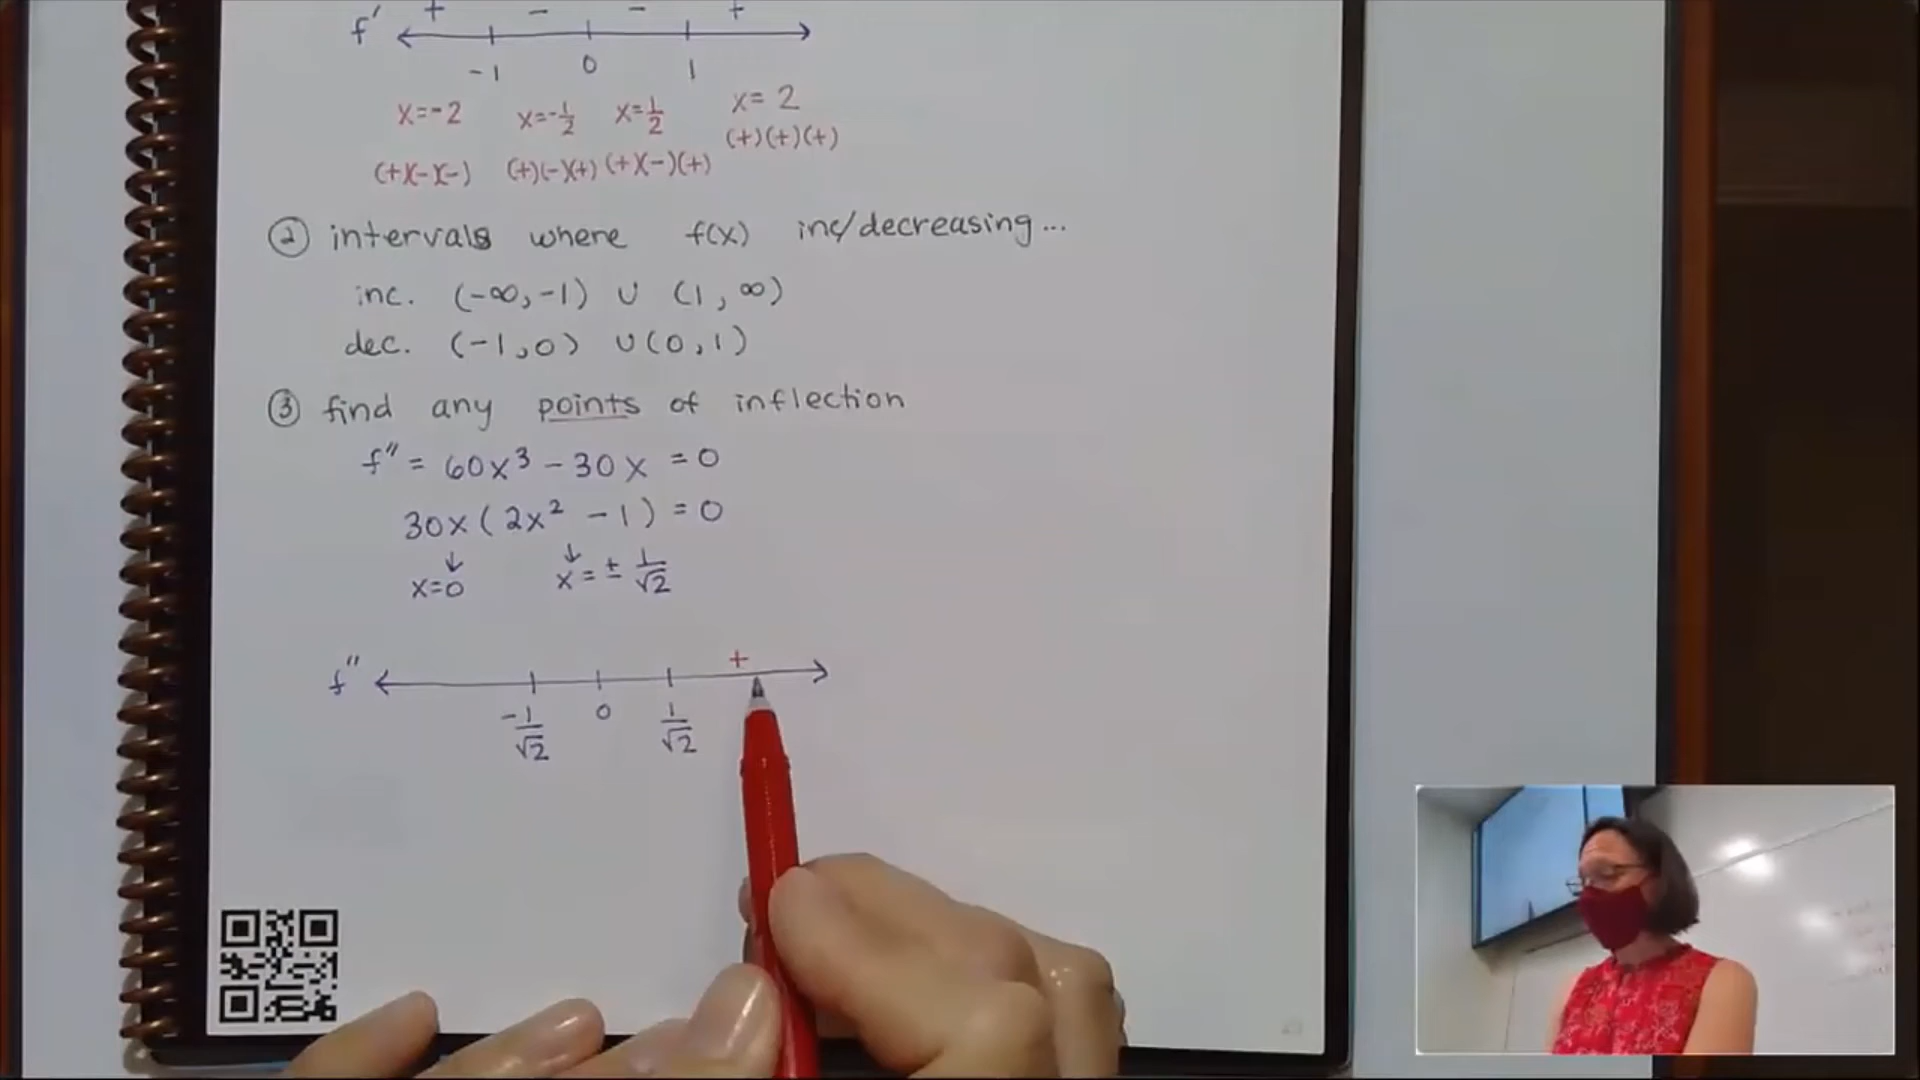 f' + - - +
-1 0 1
x=-2 x=-1/2 x=1/2 x=2
(+)(-)(-) (+)(-)(+) (+)(-)(+) (+)(+)(+)
② intervals where f(x) inc/decreasing...
inc. (-∞,-1) ∪ (1,∞)
dec. (-1,0) ∪ (0,1)
③ find any points of inflection
f" = 60x³ - 30x = 0
30x(2x² - 1) = 0
↓ ↓
x=0 x=± 1/√2
f" +
-1/√2 0 1/√2